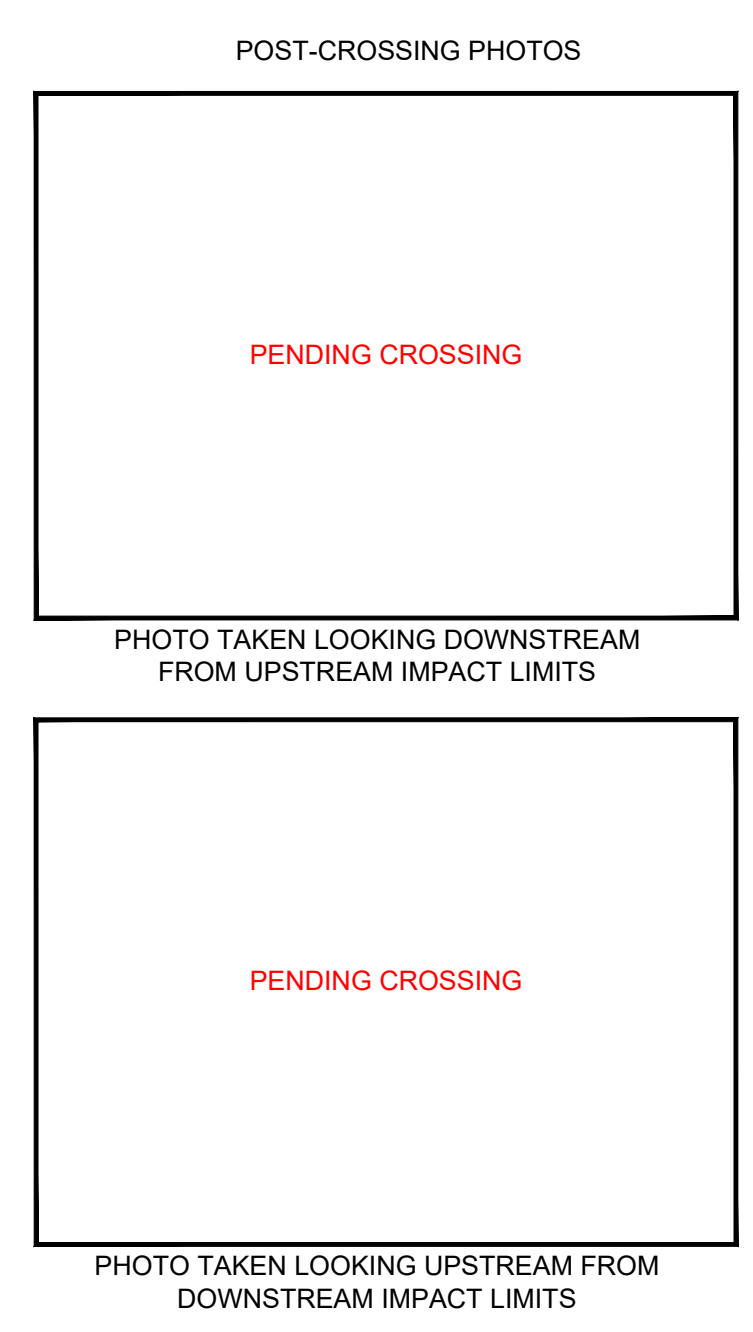 POST-CROSSING PHOTOS
PENDING CROSSING
PHOTO TAKEN LOOKING DOWNSTREAM
FROM UPSTREAM IMPACT LIMITS
PENDING CROSSING
PHOTO TAKEN LOOKING UPSTREAM FROM
DOWNSTREAM IMPACT LIMITS